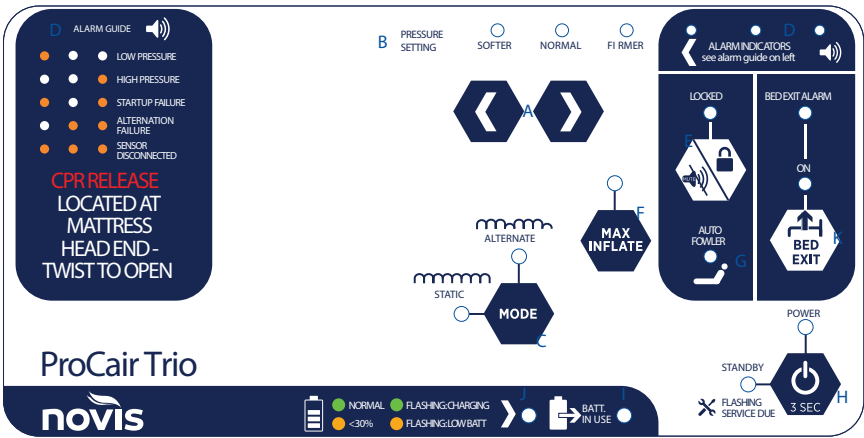 D ALARM GUIDE
LOW PRESSURE
HIGH PRESSURE
STARTUP FAILURE
ALTERNATION
FAILURE
SENSOR
DISCONNECTED
CPR RELEASE
LOCATED AT
MATTRESS
HEAD END -
TWIST TO OPEN
B PRESSURE
SETTING
SOFTER
NORMAL
FI RMER
A
D
ALARM INDICATORS
see alarm guide on left
LOCKED
E
MUTE
AUTO
FOWLER
G
BED EXIT ALARM
ON
BED
EXIT
K
F
MAX
INFLATE
ALTERNATE
STATIC
MODE
C
POWER
STANDBY
3 SEC
H
FLASHING
SERVICE DUE
ProCair Trio
novis
NORMAL FLASHING:CHARGING
<30% FLASHING:LOW BATT
J
BATT.
IN USE
I